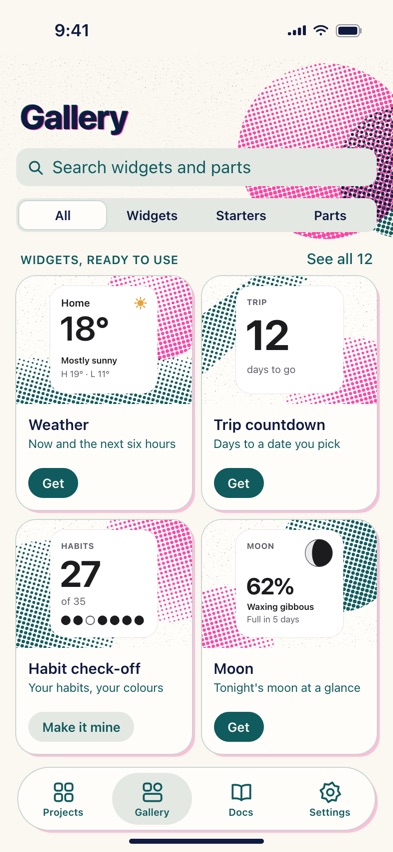 9:41
Gallery
Search widgets and parts
All
Widgets
Starters
Parts
WIDGETS, READY TO USE
See all 12
Home
18°
Mostly sunny
H 19° · L 11°
Weather
Now and the next six hours
Get
TRIP
12
days to go
Trip countdown
Days to a date you pick
Get
HABITS
27
of 35
Habit check-off
Your habits, your colours
Make it mine
MOON
62%
Waxing gibbous
Full in 5 days
Moon
Tonight's moon at a glance
Get
Projects
Gallery
Docs
Settings